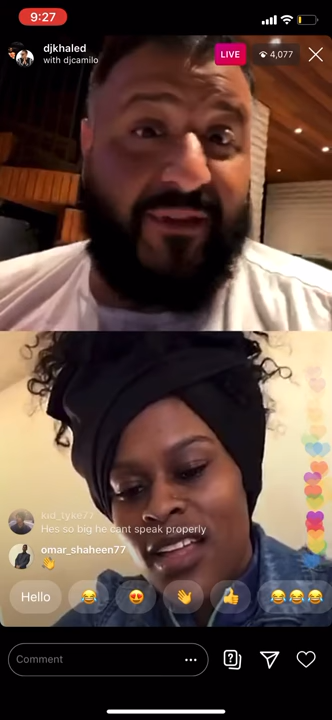 9:27
djkhaled
with djcamilo
LIVE
4,077
kid_tyke77
Hes so big he cant speak properly
omar_shaheen77
👋
Hello
Comment